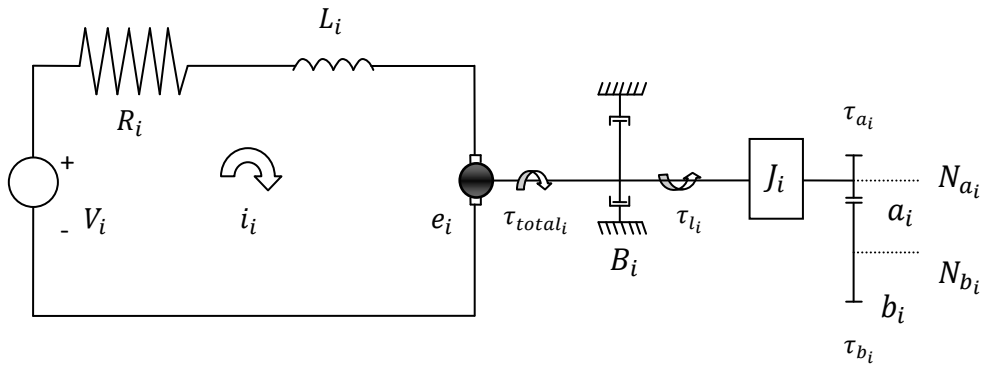 L_i
R_i
+
V_i
-
i_i
e_i
τ_{total_i}
B_i
τ_{l_i}
J_i
τ_{a_i}
N_{a_i}
a_i
N_{b_i}
b_i
τ_{b_i}